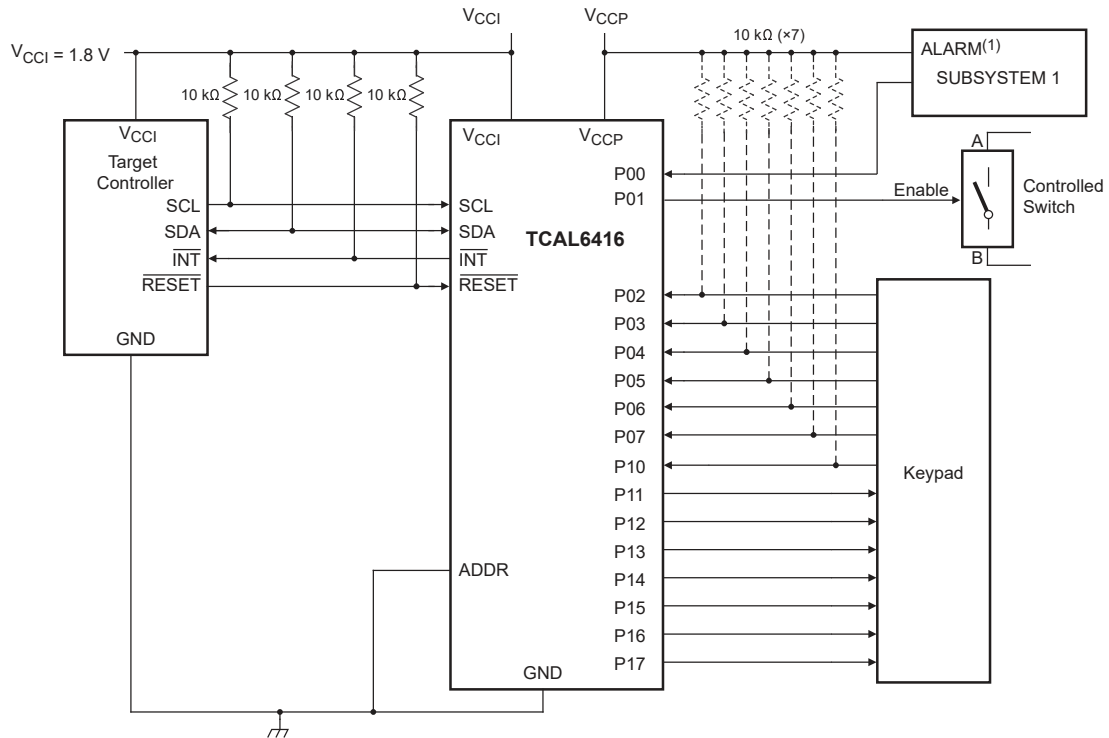 VCCI
VCCP
VCCI = 1.8 V
10 kΩ
10 kΩ
10 kΩ
10 kΩ
10 kΩ (×7)
ALARM(1)
SUBSYSTEM 1
VCCI
Target
Controller
SCL
SDA
INT
RESET
GND
VCCI
VCCP
SCL
SDA
INT
RESET
ADDR
GND
TCAL6416
P00
P01
P02
P03
P04
P05
P06
P07
P10
P11
P12
P13
P14
P15
P16
P17
Enable
A
B
Controlled
Switch
Keypad